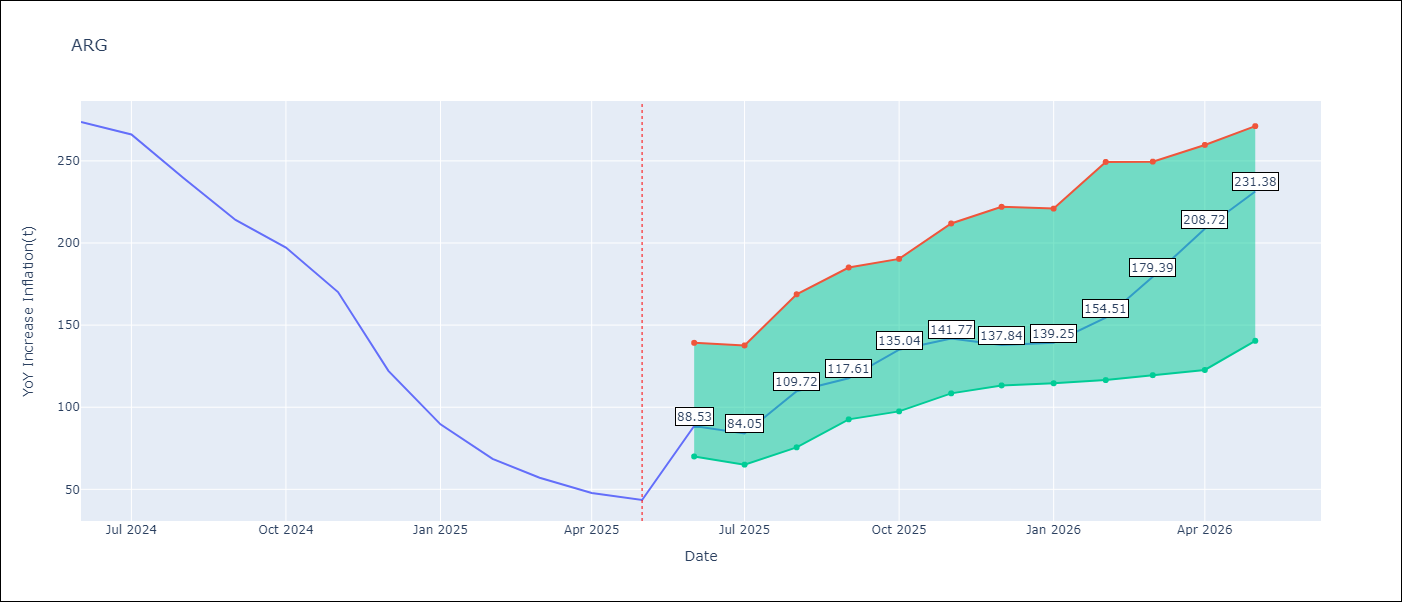 ARG
YoY Increase Inflation(t)
250
200
150
100
50
88.53
84.05
109.72
117.61
135.04
141.77
137.84
139.25
154.51
179.39
208.72
231.38
Jul 2024
Oct 2024
Jan 2025
Apr 2025
Jul 2025
Oct 2025
Jan 2026
Apr 2026
Date